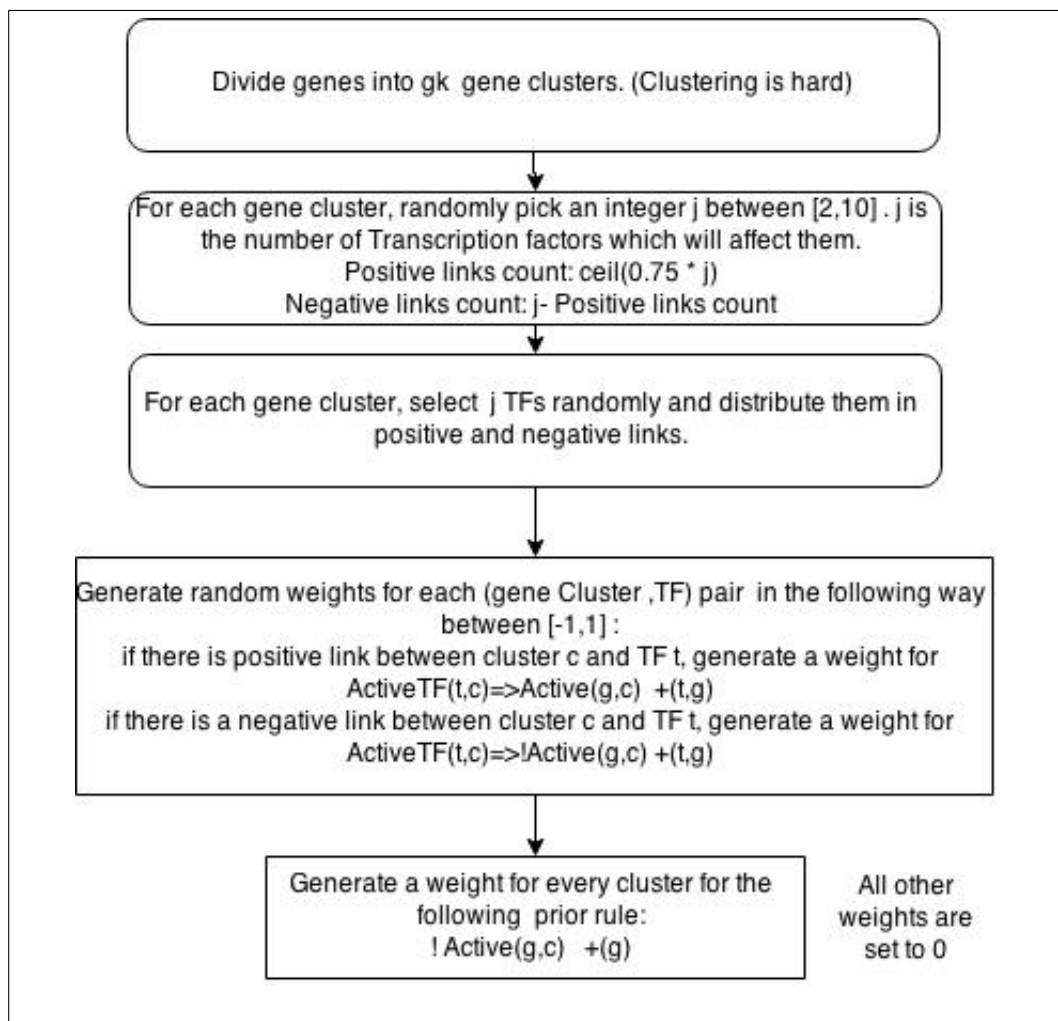 Divide genes into gk  gene clusters. (Clustering is hard)
For each gene cluster, randomly pick an integer j between [2,10] . j is
the number of Transcription factors which will affect them.
Positive links count: ceil(0.75 * j)
Negative links count: j- Positive links count
For each gene cluster, select  j TFs randomly and distribute them in
positive and negative links.
Generate random weights for each (gene Cluster ,TF) pair  in the following way
between [-1,1] :
if there is positive link between cluster c and TF t, generate a weight for
ActiveTF(t,c)=>Active(g,c)  +(t,g)
if there is a negative link between cluster c and TF t, generate a weight for
ActiveTF(t,c)=>!Active(g,c) +(t,g)
Generate a weight for every cluster for the
following  prior rule:
! Active(g,c)   +(g)
All other
weights are
set to 0